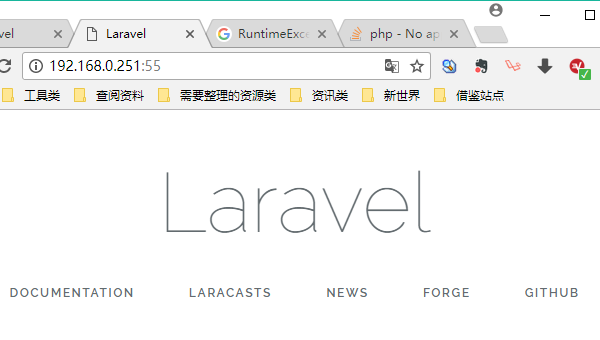 vel Laravel RuntimeExce php - No ap
192.168.0.251:55
工具类 查阅资料 需要整理的资源类 资讯类 新世界 借鉴站点
Laravel
DOCUMENTATION LARACASTS NEWS FORGE GITHUB